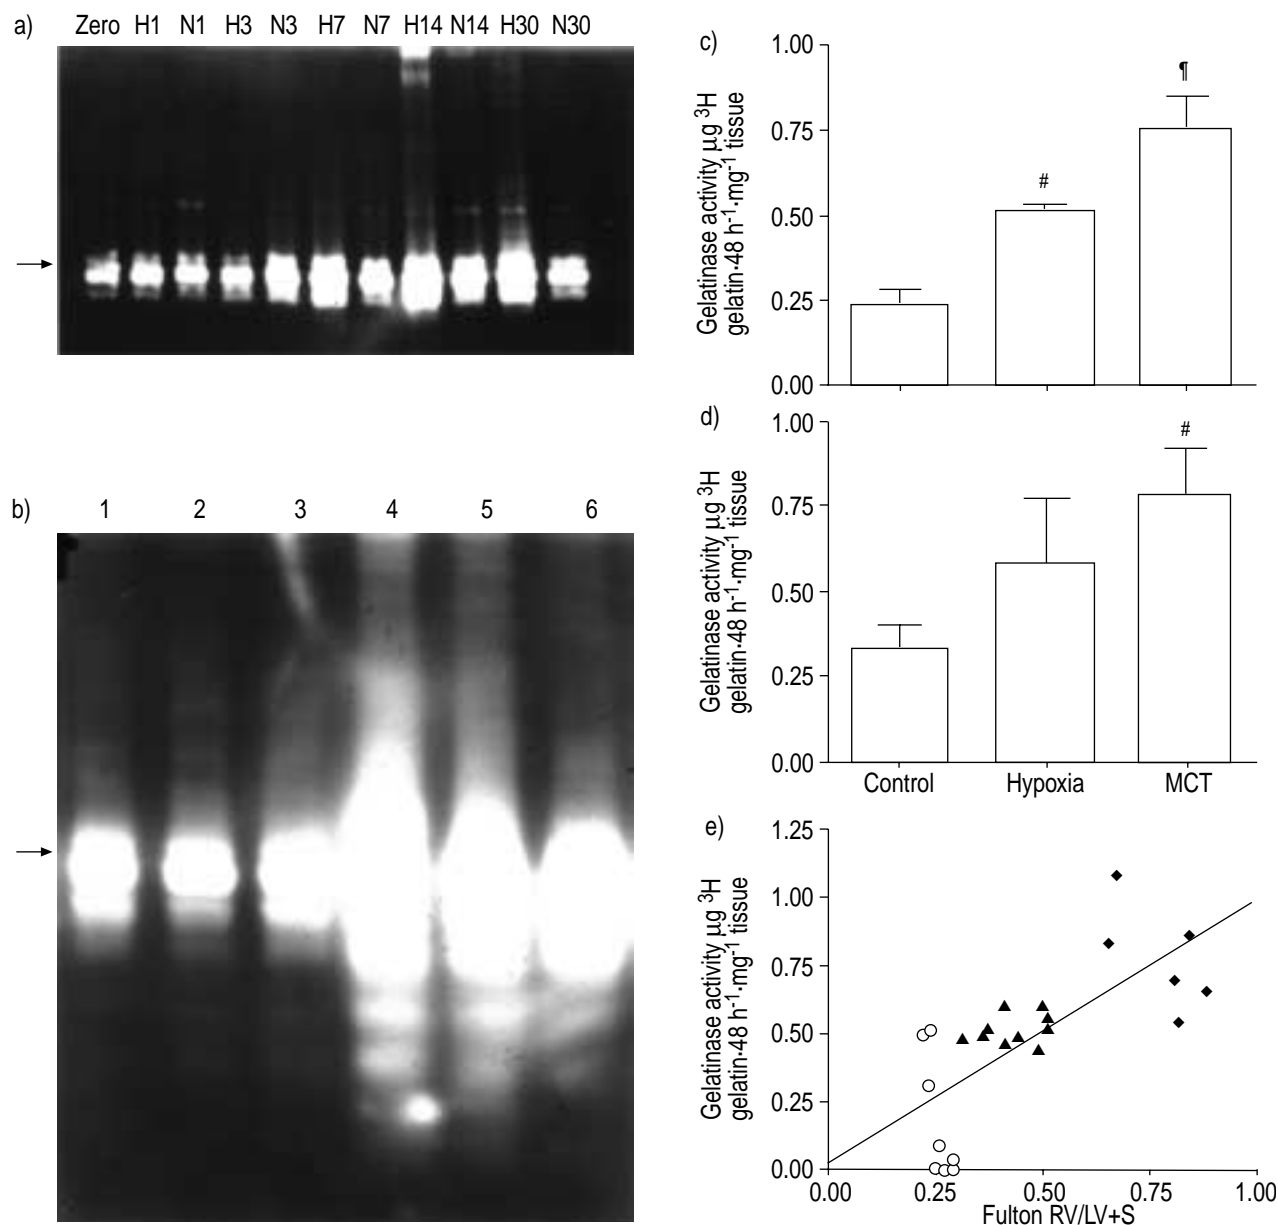 a) Zero H1 N1 H3 N3 H7 N7 H14 N14 H30 N30
b) 1 2 3 4 5 6
c)
Gelatinase activity µg ³H
gelatin·48 h⁻¹·mg⁻¹ tissue
1.00
0.75
0.50
0.25
0.00
#
¶
d)
Gelatinase activity µg ³H
gelatin·48 h⁻¹·mg⁻¹ tissue
1.00
0.75
0.50
0.25
0.00
#
Control Hypoxia MCT
e)
Gelatinase activity µg ³H
gelatin·48 h⁻¹·mg⁻¹ tissue
1.25
1.00
0.75
0.50
0.25
0.00
0.00 0.25 0.50 0.75 1.00
Fulton RV/LV+S